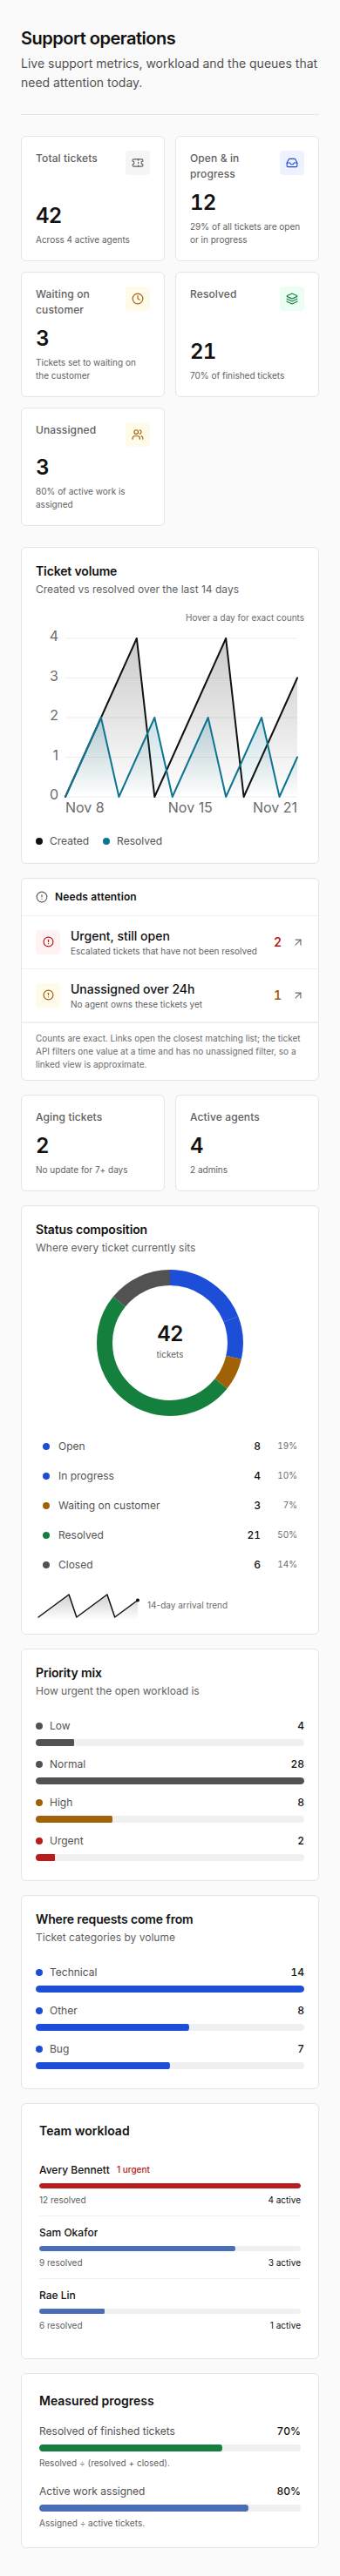 Support operations
Live support metrics, workload and the queues that
need attention today.
Total tickets
42
Across 4 active agents
Open & in
progress
12
29% of all tickets are open
or in progress
Waiting on
customer
3
Tickets set to waiting on
the customer
Resolved
21
70% of finished tickets
Unassigned
3
80% of active work is
assigned
Ticket volume
Created vs resolved over the last 14 days
Hover a day for exact counts
4
3
2
1
0
Nov 8 Nov 15 Nov 21
Created Resolved
Needs attention
Urgent, still open 2
Escalated tickets that have not been resolved
Unassigned over 24h 1
No agent owns these tickets yet
Counts are exact. Links open the closest matching list; the ticket
API filters one value at a time and has no unassigned filter, so a
linked view is approximate.
Aging tickets
2
No update for 7+ days
Active agents
4
2 admins
Status composition
Where every ticket currently sits
42
tickets
Open 8 19%
In progress 4 10%
Waiting on customer 3 7%
Resolved 21 50%
Closed 6 14%
14-day arrival trend
Priority mix
How urgent the open workload is
Low 4
Normal 28
High 8
Urgent 2
Where requests come from
Ticket categories by volume
Technical 14
Other 8
Bug 7
Team workload
Avery Bennett 1 urgent
12 resolved 4 active
Sam Okafor
9 resolved 3 active
Rae Lin
6 resolved 1 active
Measured progress
Resolved of finished tickets 70%
Resolved ÷ (resolved + closed).
Active work assigned 80%
Assigned ÷ active tickets.